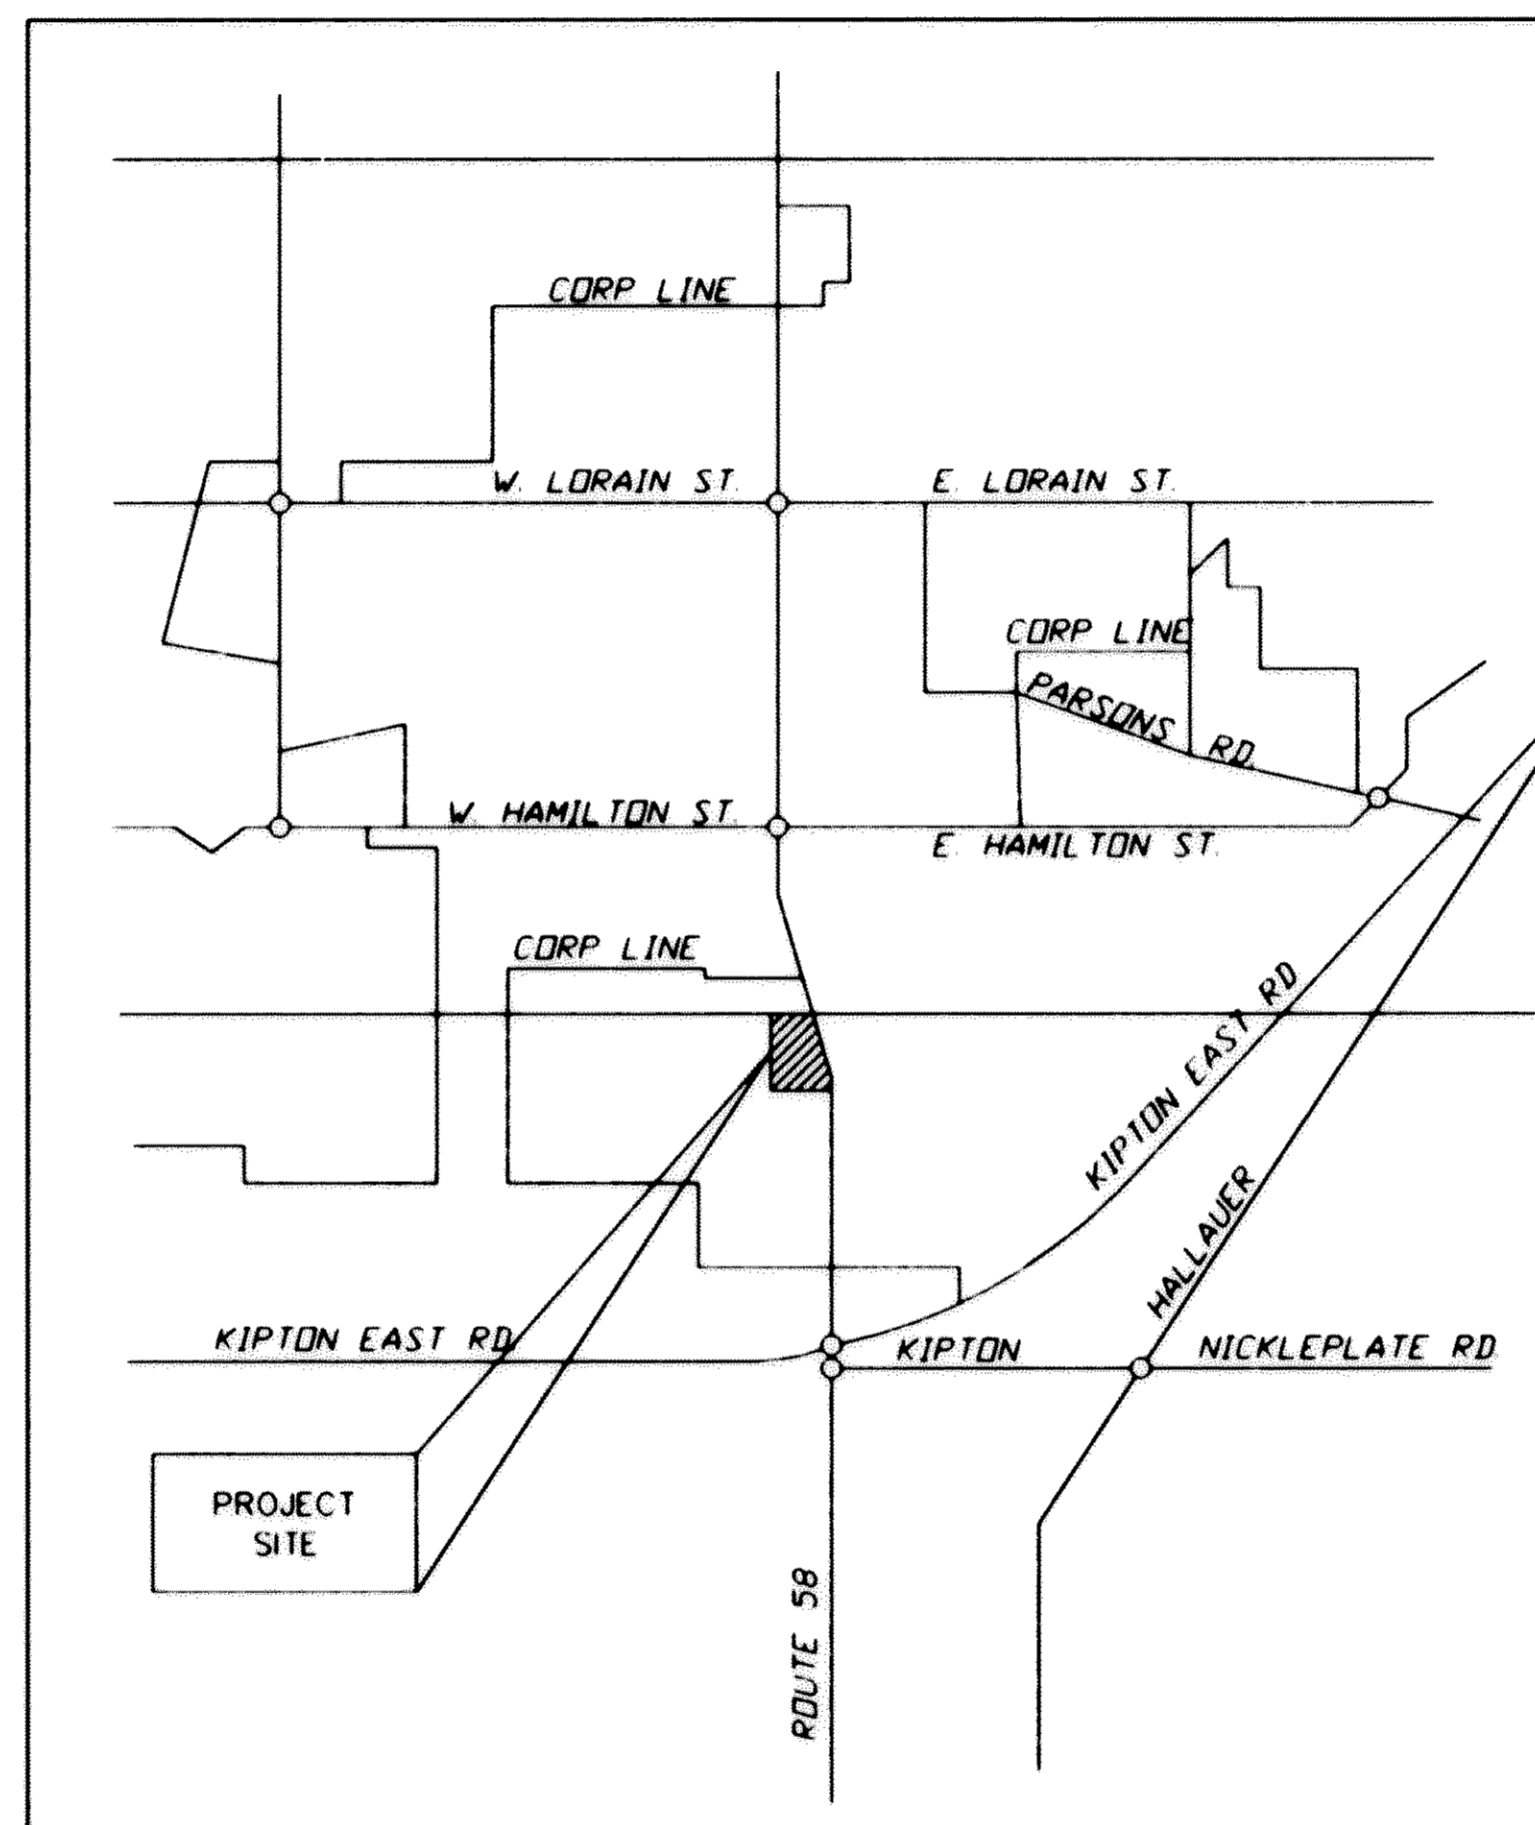 CORP LINE
W. LORAIN ST.
E. LORAIN ST.
CORP LINE
PARSONS RD.
W. HAMILTON ST.
E. HAMILTON ST.
CORP LINE
KIPTON EAST RD
HALLAUER
KIPTON EAST RD.
KIPTON NICKLEPLATE RD
PROJECT
SITE
ROUTE 58